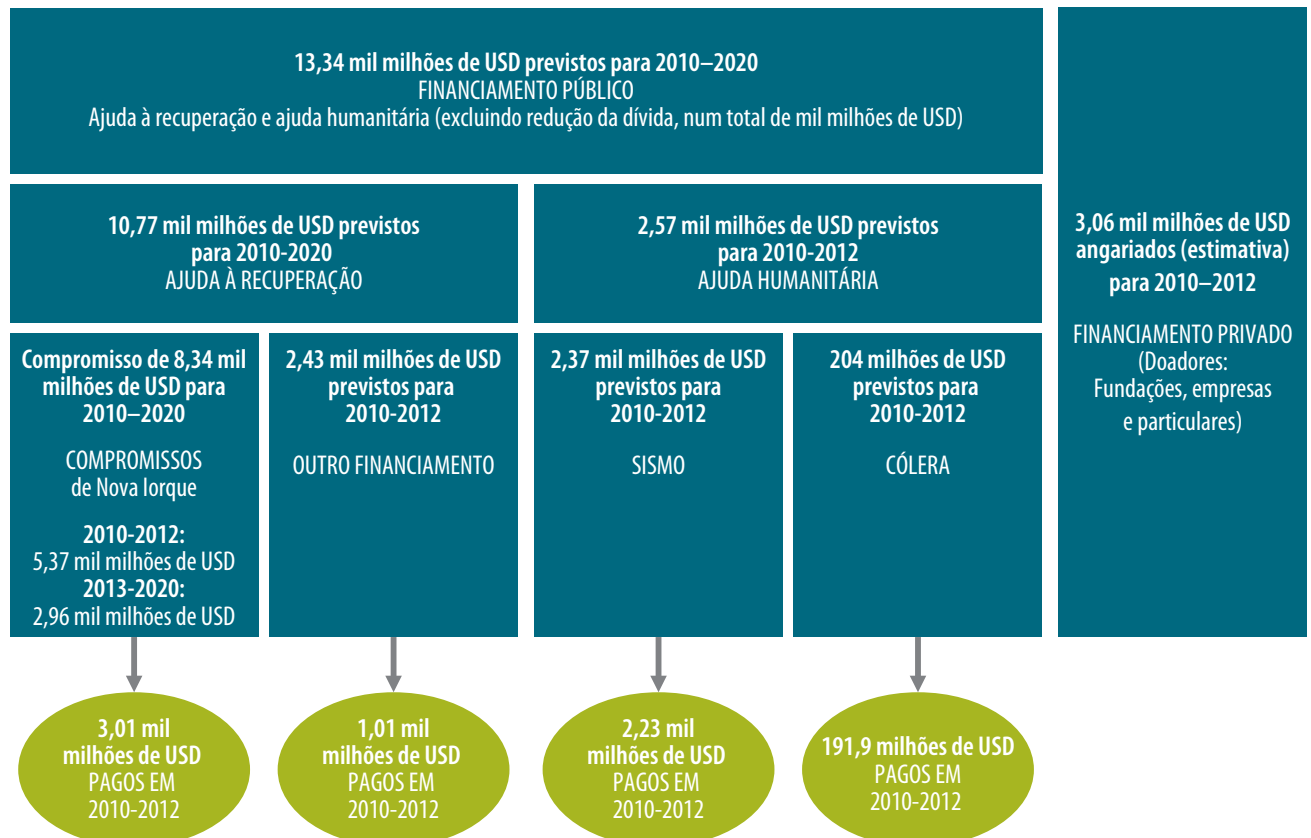 13,34 mil milhões de USD previstos para 2010–2020
FINANCIAMENTO PÚBLICO
Ajuda à recuperação e ajuda humanitária (excluindo redução da dívida, num total de mil milhões de USD)
10,77 mil milhões de USD previstos
para 2010-2020
AJUDA À RECUPERAÇÃO
2,57 mil milhões de USD previstos
para 2010-2012
AJUDA HUMANITÁRIA
3,06 mil milhões de USD
angariados (estimativa)
para 2010–2012
FINANCIAMENTO PRIVADO
(Doadores:
Fundações, empresas
e particulares)
Compromisso de 8,34 mil
milhões de USD para
2010–2020
COMPROMISSOS
de Nova Iorque
2010-2012:
5,37 mil milhões de USD
2013-2020:
2,96 mil milhões de USD
2,43 mil milhões de USD
previstos para
2010-2012
OUTRO FINANCIAMENTO
2,37 mil milhões de USD
previstos para
2010-2012
SISMO
204 milhões de USD
previstos para
2010-2012
CÓLERA
3,01 mil
milhões de USD
PAGOS EM
2010-2012
1,01 mil
milhões de USD
PAGOS EM
2010-2012
2,23 mil
milhões de USD
PAGOS EM
2010-2012
191,9 milhões de USD
PAGOS EM
2010-2012